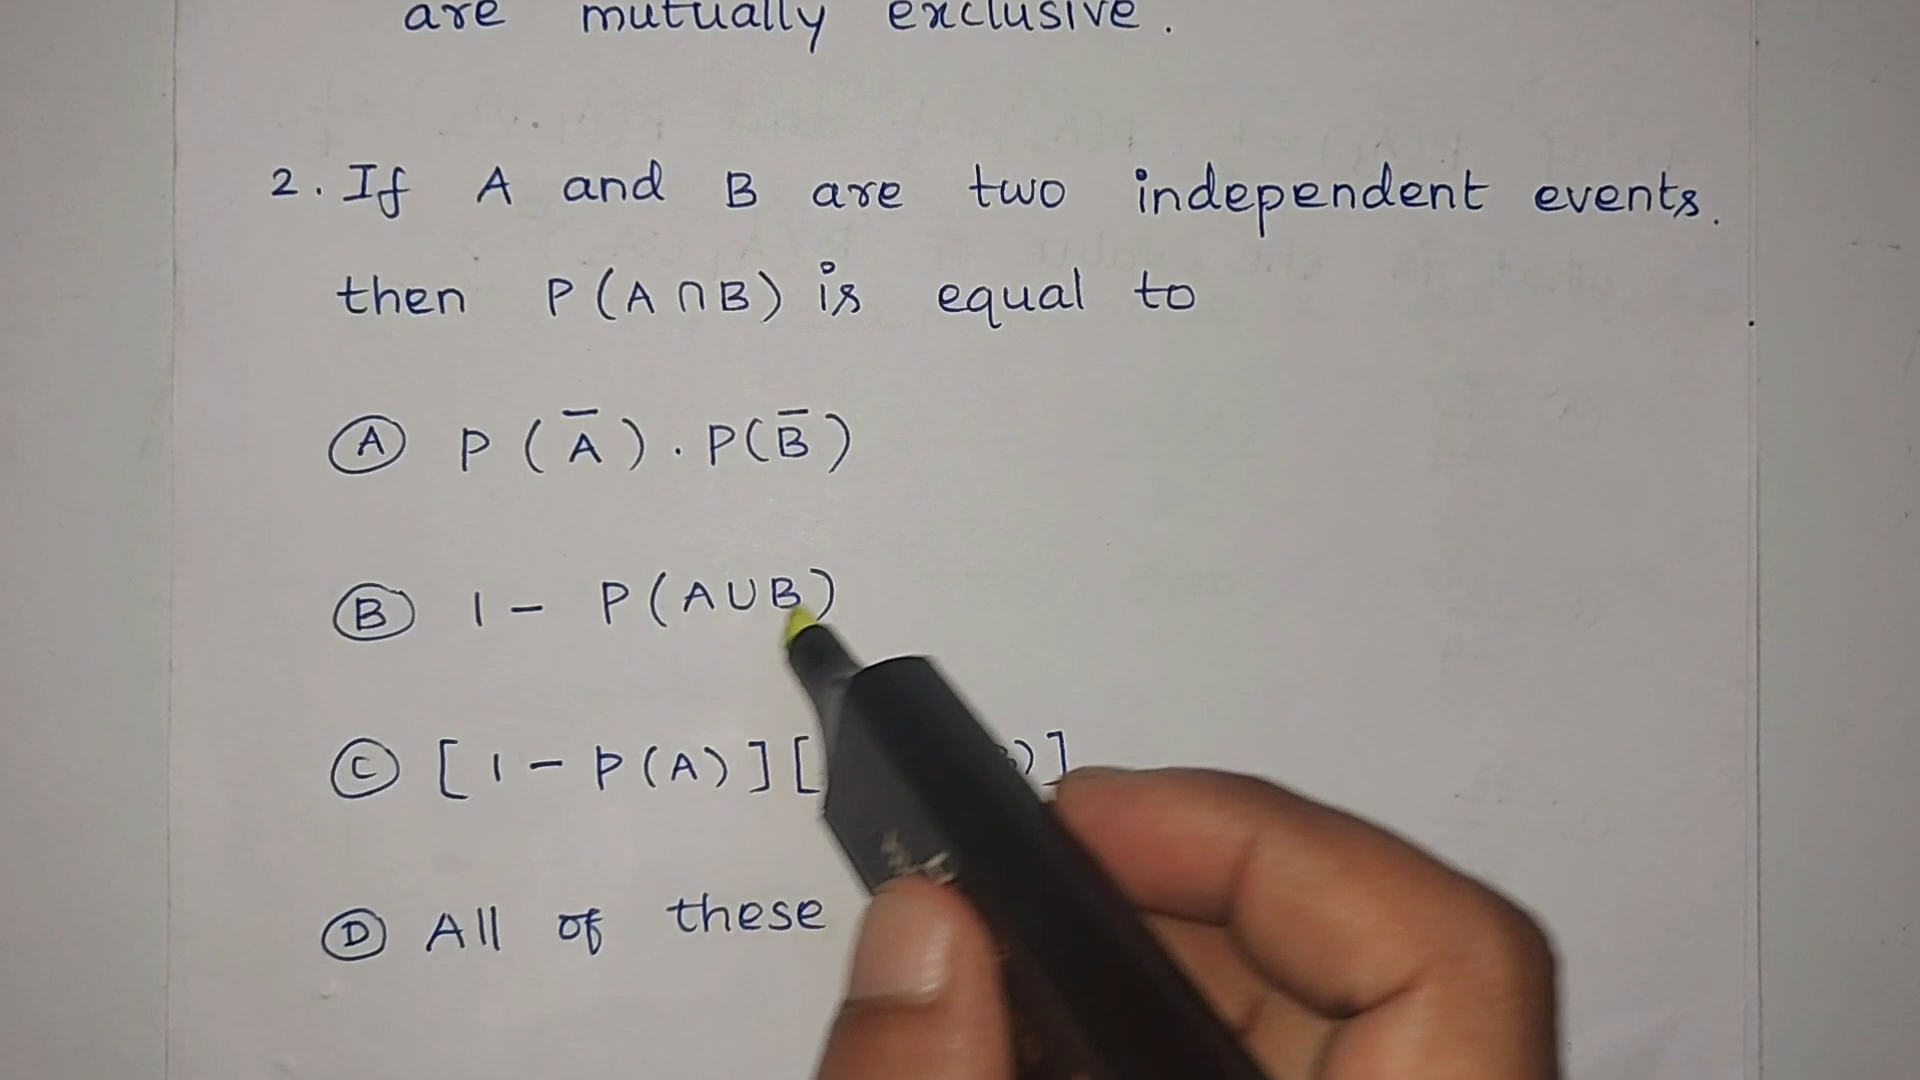 are mutually exclusive.
2. If A and B are two independent events.
then P(A∩B) is equal to
Ⓐ P(A̅).P(B̅)
Ⓑ 1 - P(A∪B)
Ⓒ [1 - P(A)][ )]
Ⓓ All of these